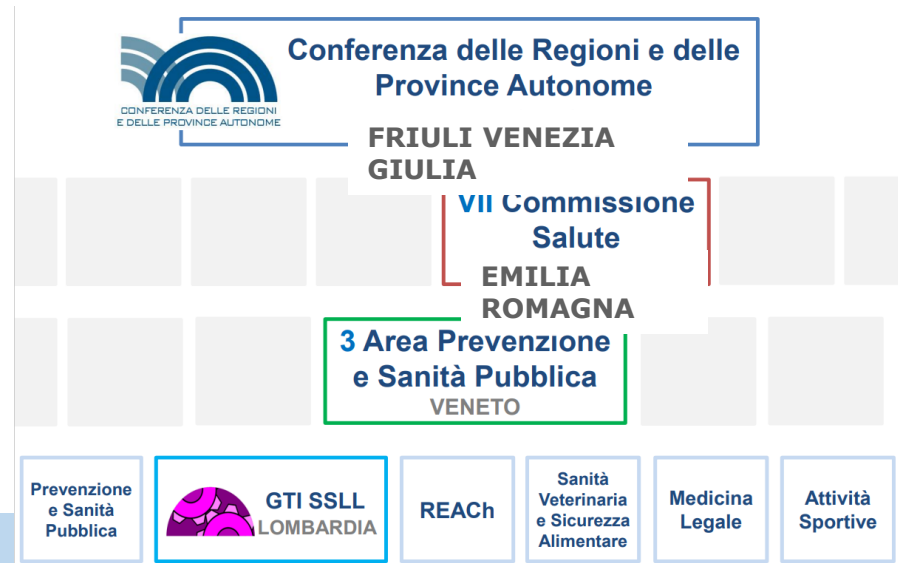 Conferenza delle Regioni e delle
Province Autonome
CONFERENZA DELLE REGIONI
E DELLE PROVINCE AUTONOME
FRIULI VENEZIA
GIULIA
VII Commissione
Salute
EMILIA
ROMAGNA
3 Area Prevenzione
e Sanità Pubblica
VENETO
Prevenzione
e Sanità
Pubblica
GTI SSLL
LOMBARDIA
REACh
Sanità
Veterinaria
e Sicurezza
Alimentare
Medicina
Legale
Attività
Sportive